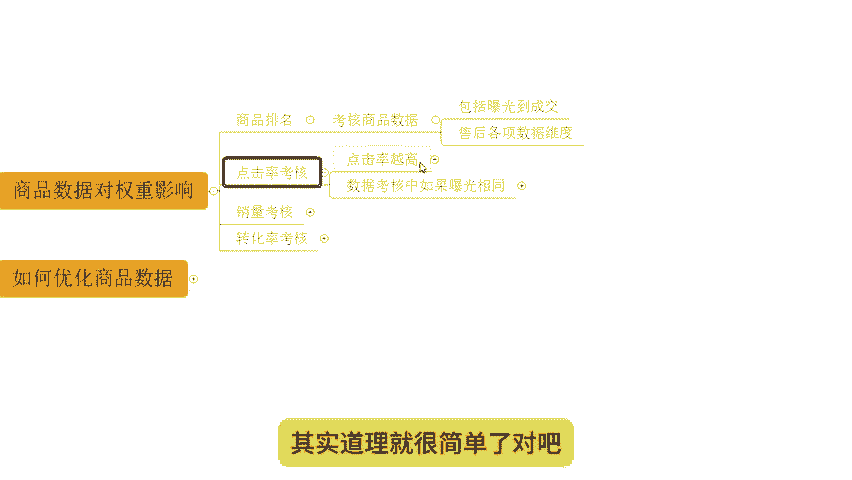 包括曝光到成交
商品排名 考核商品数据
售后各项数据维度
点击率越高
点击率考核
数据考核中如果曝光相同
商品数据对权重影响
销量考核
转化率考核
如何优化商品数据
其实道理就很简单了对吧